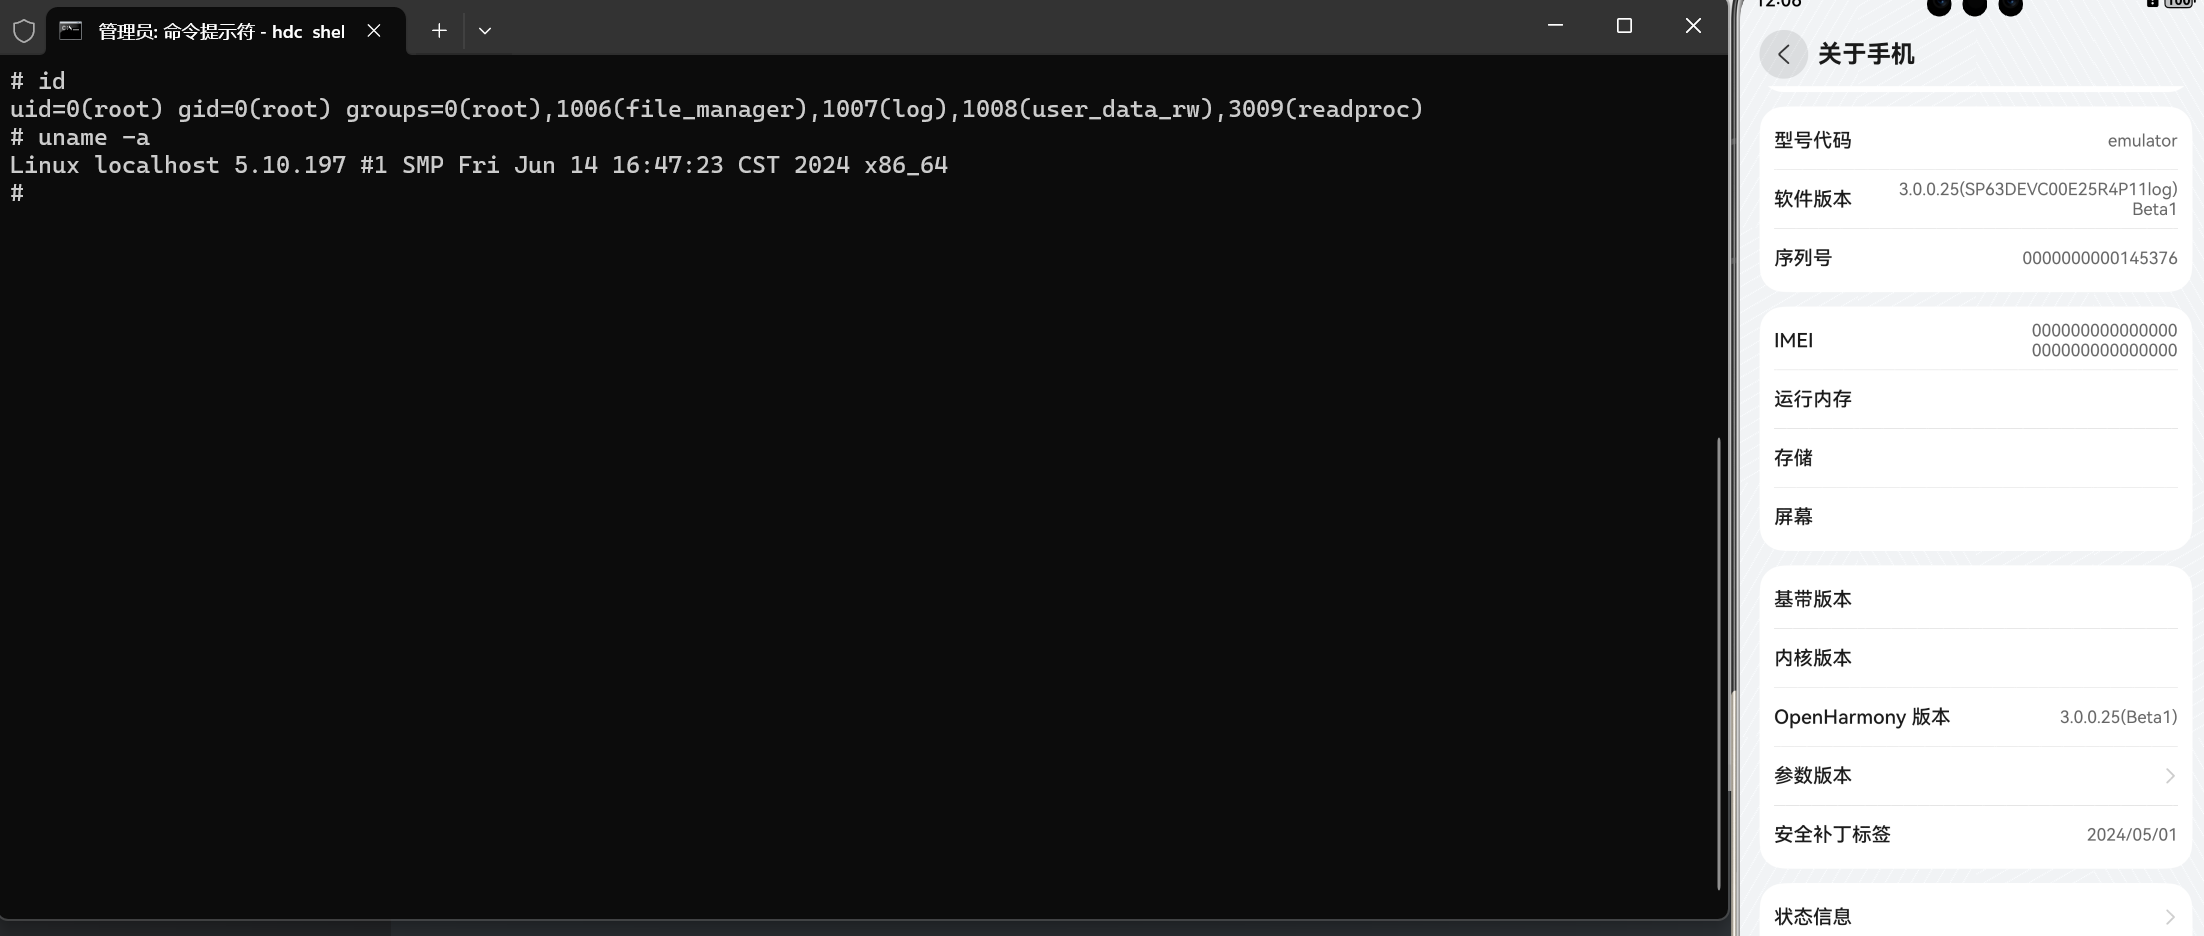 管理员: 命令提示符 - hdc shel
# id
uid=0(root) gid=0(root) groups=0(root),1006(file_manager),1007(log),1008(user_data_rw),3009(readproc)
# uname -a
Linux localhost 5.10.197 #1 SMP Fri Jun 14 16:47:23 CST 2024 x86_64
#
12:06
100
关于手机
型号代码 emulator
软件版本 3.0.0.25(SP63DEVC00E25R4P11log)
Beta1
序列号 0000000000145376
IMEI 000000000000000
000000000000000
运行内存
存储
屏幕
基带版本
内核版本
OpenHarmony 版本 3.0.0.25(Beta1)
参数版本
安全补丁标签 2024/05/01
状态信息